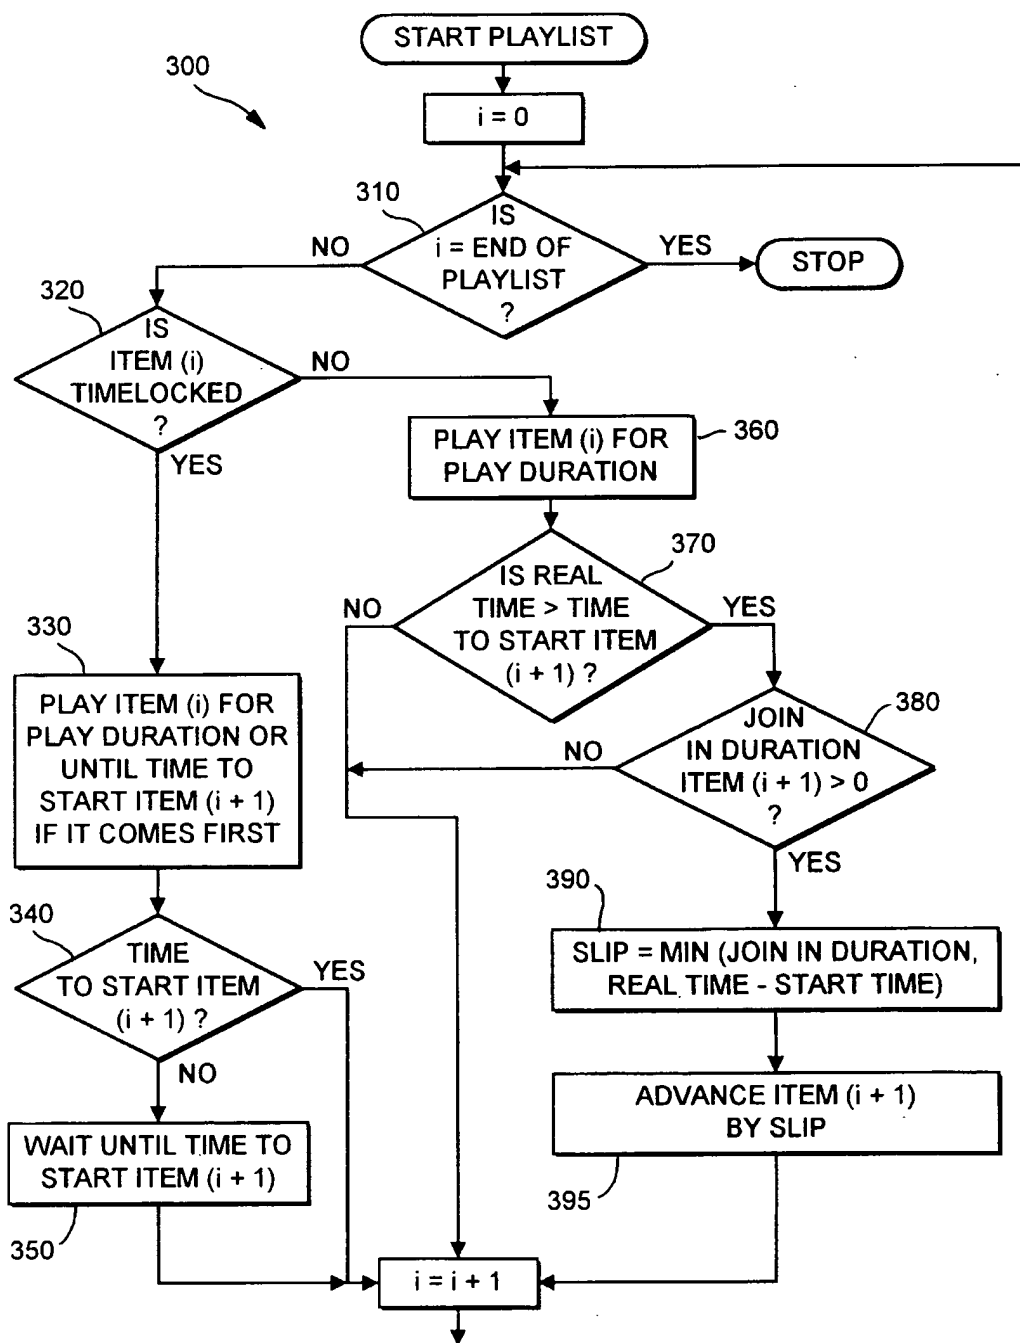 START PLAYLIST
300
i = 0
310
IS
i = END OF
PLAYLIST
?
NO
YES
STOP
320
IS
ITEM (i)
TIMELOCKED
?
NO
YES
PLAY ITEM (i) FOR
PLAY DURATION
360
370
IS REAL
TIME > TIME
TO START ITEM
(i + 1) ?
NO
YES
330
PLAY ITEM (i) FOR
PLAY DURATION OR
UNTIL TIME TO
START ITEM (i + 1)
IF IT COMES FIRST
380
JOIN
IN DURATION
ITEM (i + 1) > 0
?
NO
YES
340
TIME
TO START ITEM
(i + 1) ?
YES
NO
390
SLIP = MIN (JOIN IN DURATION,
REAL TIME - START TIME)
ADVANCE ITEM (i + 1)
BY SLIP
395
WAIT UNTIL TIME TO
START ITEM (i + 1)
350
i = i + 1